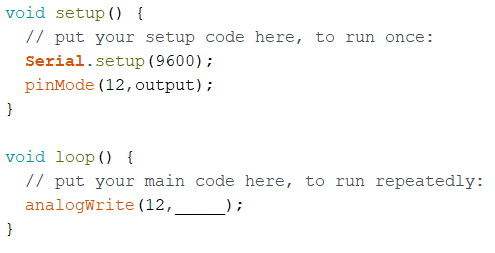 void setup() {
  // put your setup code here, to run once:
  Serial.setup(9600);
  pinMode(12,output);
}

void loop() {
  // put your main code here, to run repeatedly:
  analogWrite(12,_____);
}